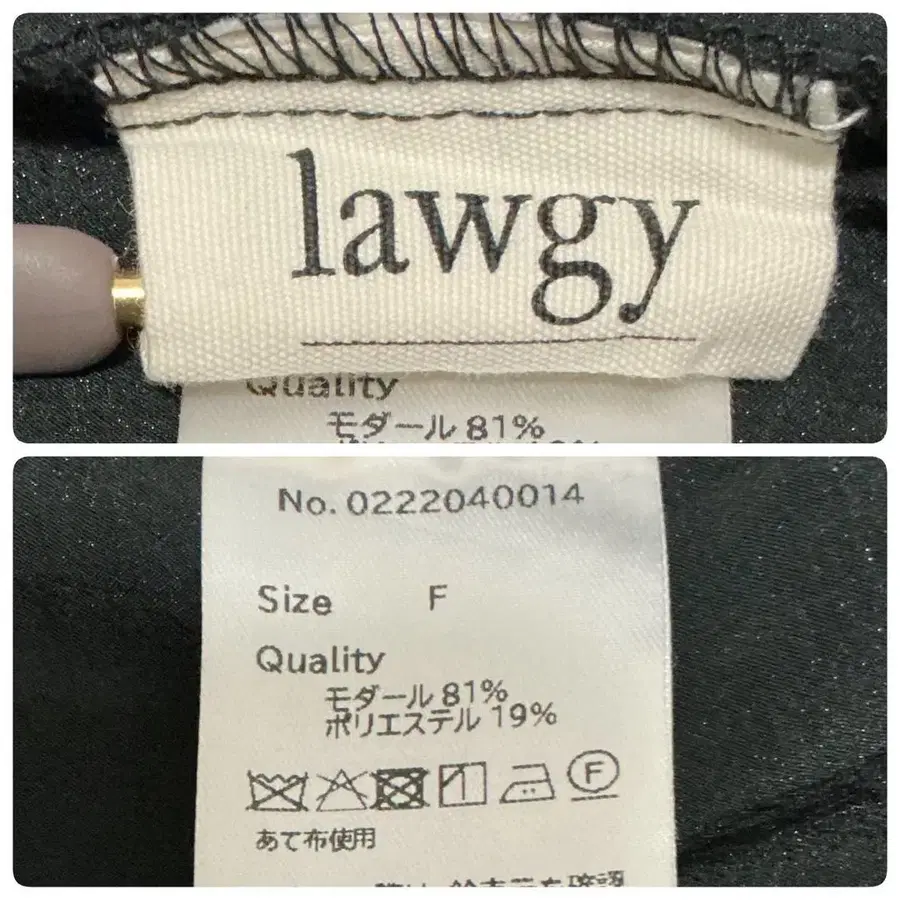 lawgy
Quality
モダール 81%
No. 0222040014
Size F
Quality
モダール 81%
ポリエステル 19%
F
あて布使用